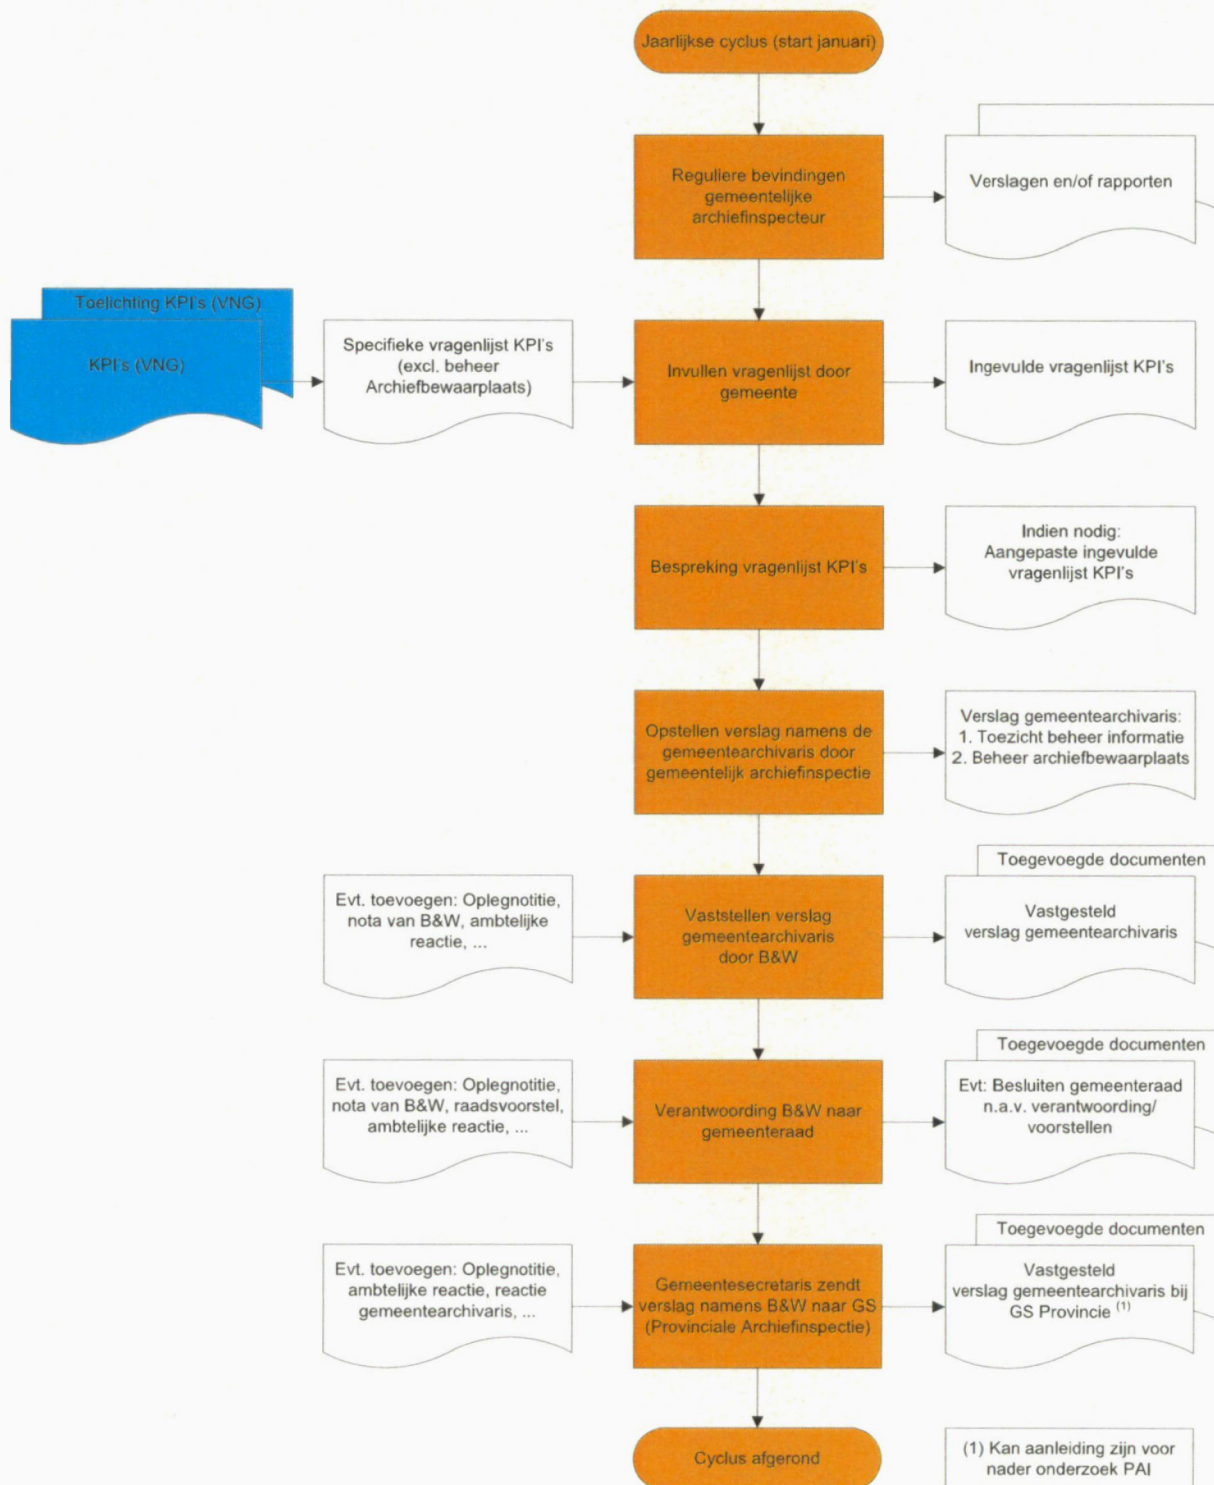 Jaarlijkse cyclus (start januari)
Reguliere bevindingen
gemeentelijke
archiefinspecteur
Verslagen en/of rapporten
Toelichting KPI's (VNG)
KPI's (VNG)
Specifieke vragenlijst KPI's
(excl. beheer
Archiefbewaarplaats)
Invullen vragenlijst door
gemeente
Ingevulde vragenlijst KPI's
Bespreking vragenlijst KPI's
Indien nodig:
Aangepaste ingevulde
vragenlijst KPI's
Opstellen verslag namens de
gemeentearchivaris door
gemeentelijk archiefinspectie
Verslag gemeentearchivaris:
1. Toezicht beheer informatie
2. Beheer archiefbewaarplaats
Evt. toevoegen: Oplegnotitie,
nota van B&W, ambtelijke
reactie, ...
Vaststellen verslag
gemeentearchivaris
door B&W
Toegevoegde documenten
Vastgesteld
verslag gemeentearchivaris
Evt. toevoegen: Oplegnotitie,
nota van B&W, raadsvoorstel,
ambtelijke reactie, ...
Verantwoording B&W naar
gemeenteraad
Toegevoegde documenten
Evt: Besluiten gemeenteraad
n.a.v. verantwoording/
voorstellen
Evt. toevoegen: Oplegnotitie,
ambtelijke reactie, reactie
gemeentearchivaris, ...
Gemeentesecretaris zendt
verslag namens B&W naar GS
(Provinciale Archiefinspectie)
Toegevoegde documenten
Vastgesteld
verslag gemeentearchivaris bij
GS Provincie (1)
Cyclus afgerond
(1) Kan aanleiding zijn voor
nader onderzoek PAI